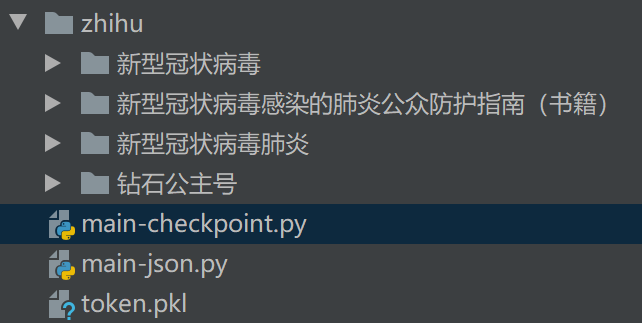 zhihu
新型冠状病毒
新型冠状病毒感染的肺炎公众防护指南（书籍）
新型冠状病毒肺炎
钻石公主号
main-checkpoint.py
main-json.py
token.pkl